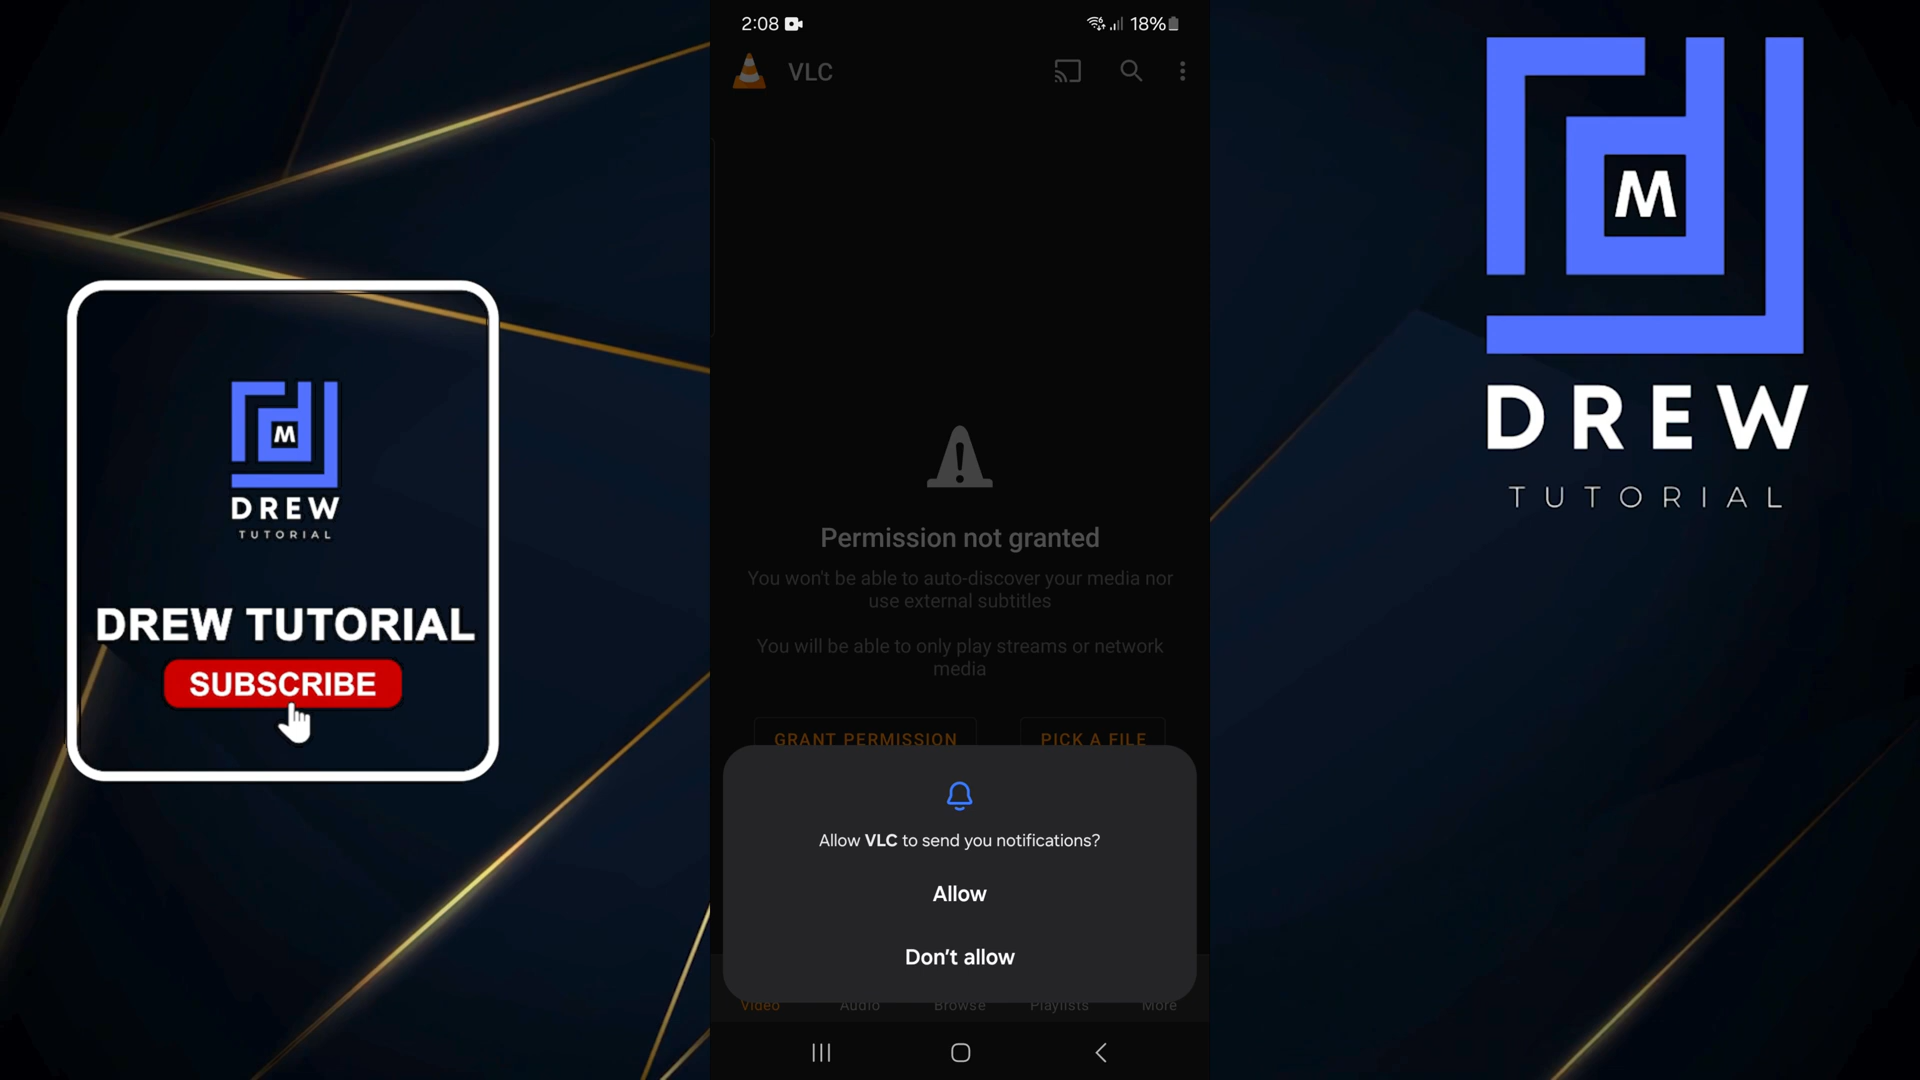 2:08
18%
VLC
Permission not granted
You won't be able to auto-discover your media nor
use external subtitles
You will be able to only play streams or network
media
GRANT PERMISSION
PICK A FILE
Allow VLC to send you notifications?
Allow
Don't allow
Video
Audio
Browse
Playlists
More
M
DREW
TUTORIAL
DREW TUTORIAL
SUBSCRIBE
M
DREW
TUTORIAL